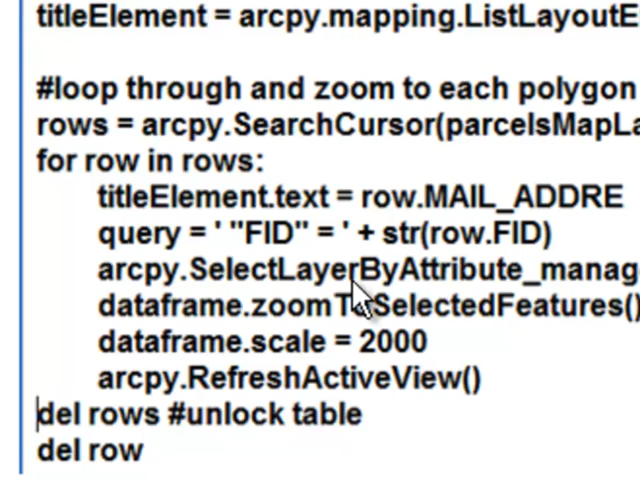 titleElement = arcpy.mapping.ListLayoutE
#loop through and zoom to each polygon
rows = arcpy.SearchCursor(parcelsMapLa
for row in rows:
titleElement.text = row.MAIL_ADDRE
query = ' "FID" = ' + str(row.FID)
arcpy.SelectLayerByAttribute_manag
dataframe.zoomToSelectedFeatures()
dataframe.scale = 2000
arcpy.RefreshActiveView()
del rows #unlock table
del row